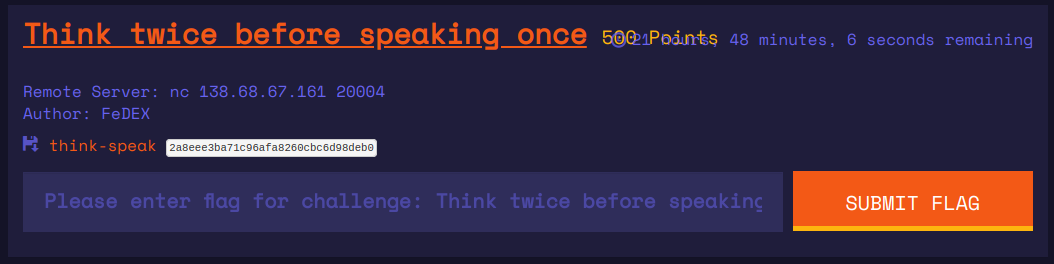 Think twice before speaking once 500 Points 21 hours, 48 minutes, 6 seconds remaining
Remote Server: nc 138.68.67.161 20004
Author: FeDEX
think-speak 2a8eee3ba71c96afa8260cbc6d98deb0
Please enter flag for challenge: Think twice before speaking
SUBMIT FLAG